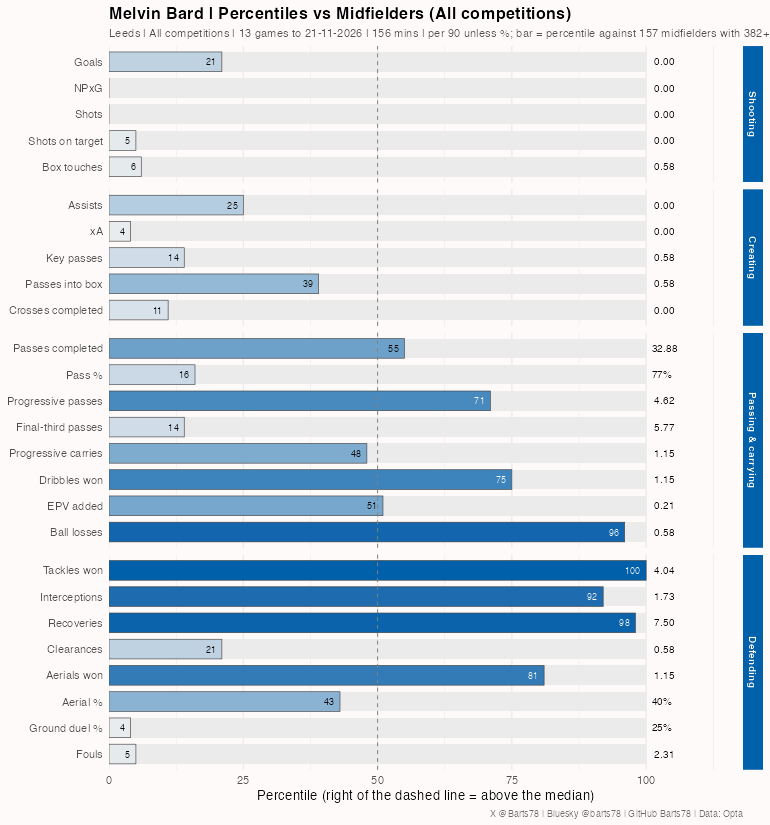 Melvin Bard | Percentiles vs Midfielders (All competitions)
Leeds | All competitions | 13 games to 21-11-2026 | 156 mins | per 90 unless %; bar = percentile against 157 midfielders with 382+
Goals 21 0.00
NPxG 0.00
Shots 0.00
Shots on target 5 0.00
Box touches 6 0.58
Shooting
Assists 25 0.00
xA 4 0.00
Key passes 14 0.58
Passes into box 39 0.58
Crosses completed 11 0.00
Creating
Passes completed 55 32.88
Pass % 16 77%
Progressive passes 71 4.62
Final-third passes 14 5.77
Progressive carries 48 1.15
Dribbles won 75 1.15
EPV added 51 0.21
Ball losses 96 0.58
Passing & carrying
Tackles won 100 4.04
Interceptions 92 1.73
Recoveries 98 7.50
Clearances 21 0.58
Aerials won 81 1.15
Aerial % 43 40%
Ground duel % 4 25%
Fouls 5 2.31
Defending
0 25 50 75 100
Percentile (right of the dashed line = above the median)
X @Barts78 | Bluesky @barts78 | GitHub Barts78 | Data: Opta